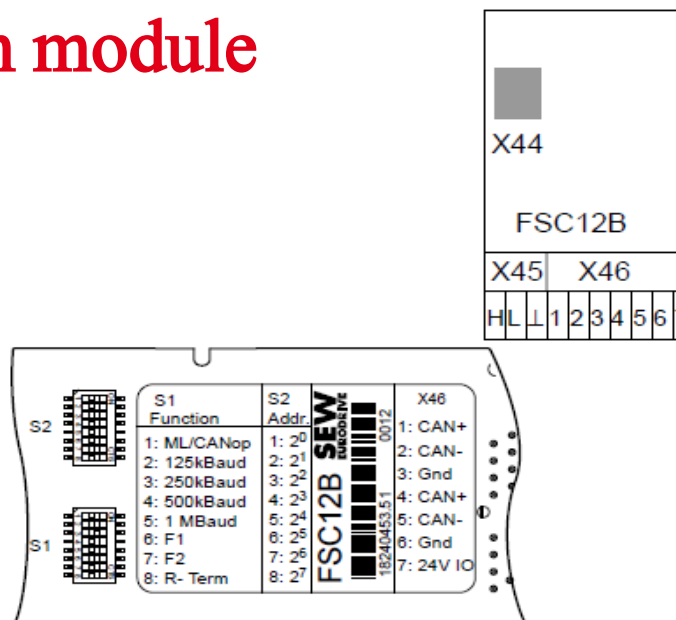 n module
X44
FSC12B
X45 X46
H L ⊥ 1 2 3 4 5 6
S2
S1
S1
Function
1: ML/CANop
2: 125kBaud
3: 250kBaud
4: 500kBaud
5: 1 MBaud
6: F1
7: F2
8: R- Term
S2
Addr.
1: 2⁰
2: 2¹
3: 2²
4: 2³
5: 2⁴
6: 2⁵
7: 2⁶
8: 2⁷
FSC12B SEW
EURODRIVE
0012
18240453.51
X46
1: CAN+
2: CAN-
3: Gnd
4: CAN+
5: CAN-
6: Gnd
7: 24V IO